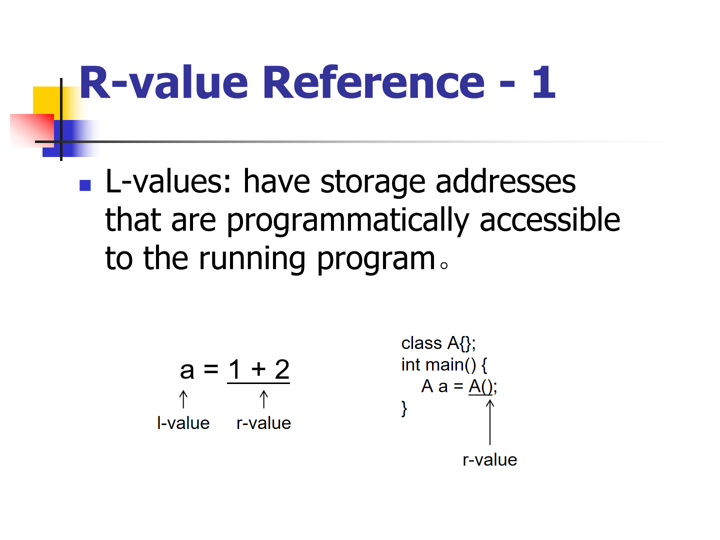 R-value Reference - 1
L-values: have storage addresses
that are programmatically accessible
to the running program。
a = 1 + 2
l-value r-value
class A{};
int main() {
A a = A();
}
r-value